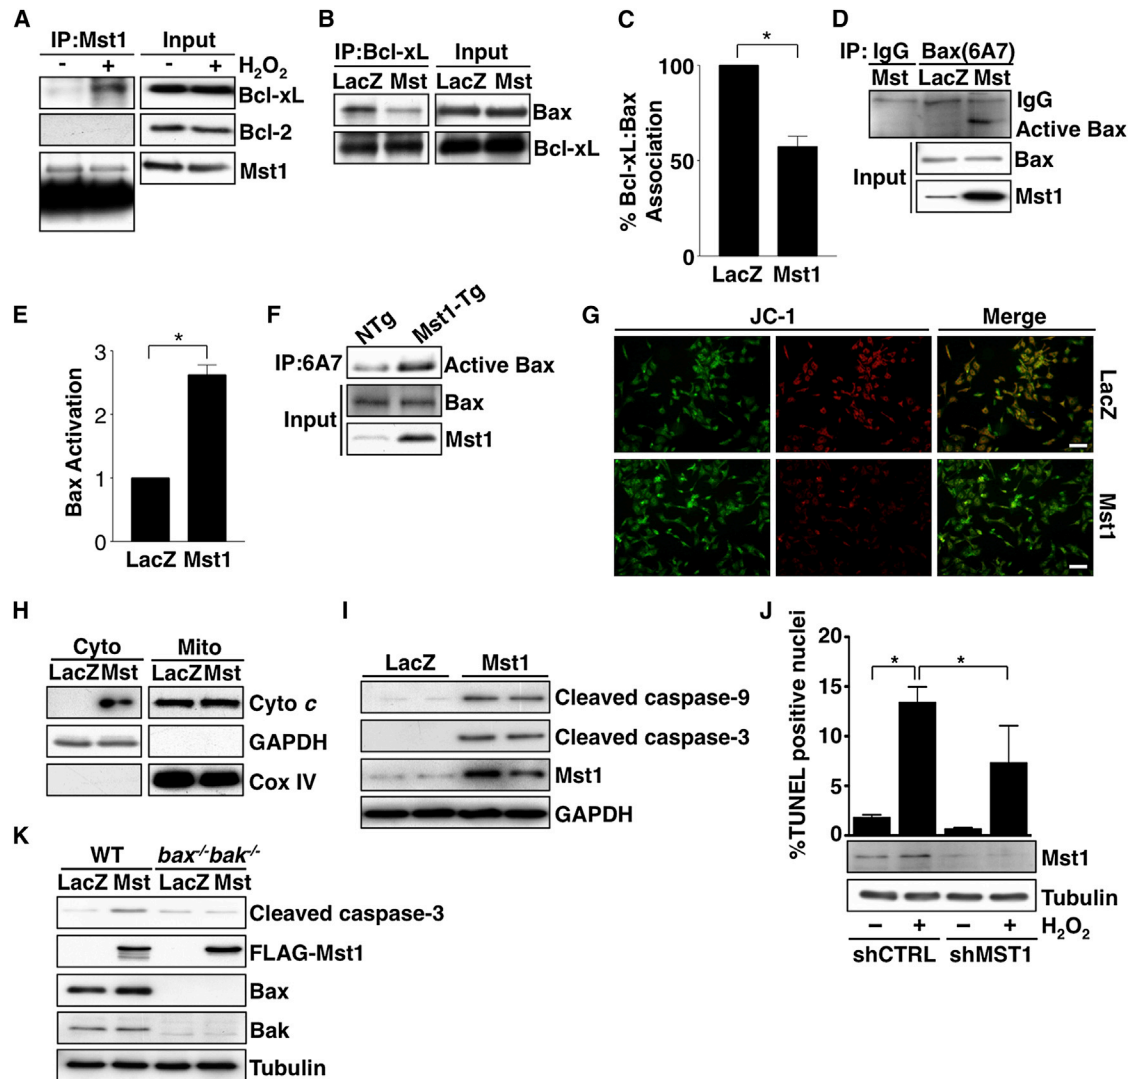 A
IP:Mst1 Input
- + - + H2O2
Bcl-xL
Bcl-2
Mst1
B
IP:Bcl-xL Input
LacZ Mst LacZ Mst
Bax
Bcl-xL
C
*
100
50
0
% Bcl-xL:Bax
Association
LacZ Mst1
D
IP: IgG Bax(6A7)
Mst LacZ Mst
IgG
Active Bax
Input
Bax
Mst1
E
*
3
2
1
0
Bax Activation
LacZ Mst1
F
NTg Mst1-Tg
IP:6A7 Active Bax
Input
Bax
Mst1
G
JC-1 Merge
LacZ
Mst1
H
Cyto Mito
LacZ Mst LacZ Mst
Cyto c
GAPDH
Cox IV
I
LacZ Mst1
Cleaved caspase-9
Cleaved caspase-3
Mst1
GAPDH
J
%TUNEL positive nuclei
20
15
10
5
0
* *
Mst1
Tubulin
− + − + H2O2
shCTRL shMST1
K
WT bax-/-bak-/-
LacZ Mst LacZ Mst
Cleaved caspase-3
FLAG-Mst1
Bax
Bak
Tubulin